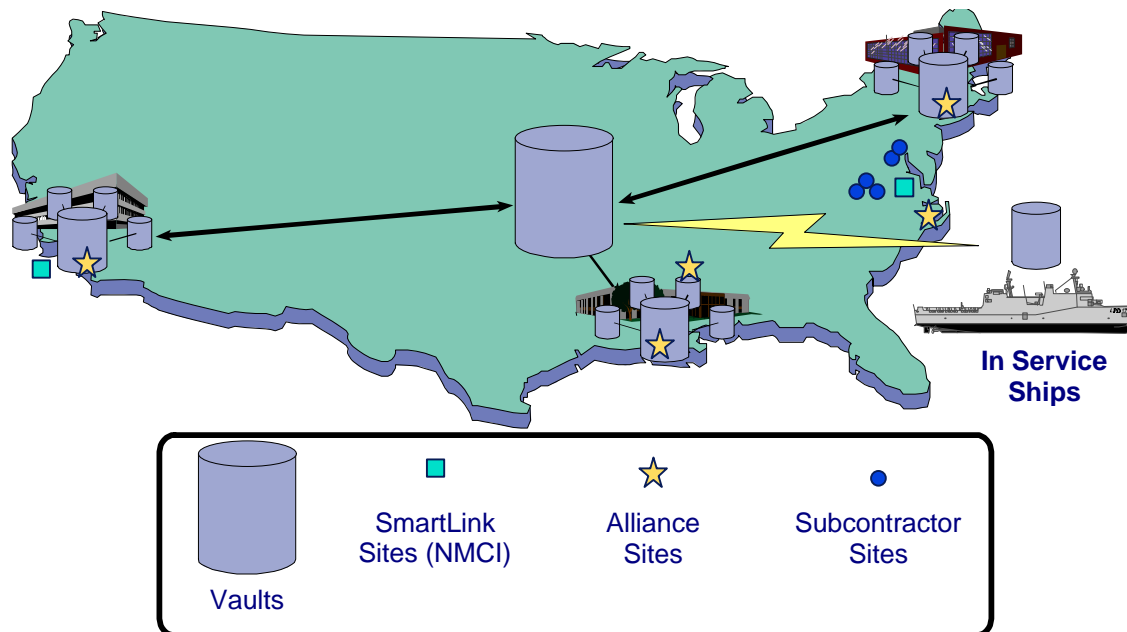 In Service
Ships
SmartLink
Sites (NMCI)
Alliance
Sites
Subcontractor
Sites
Vaults